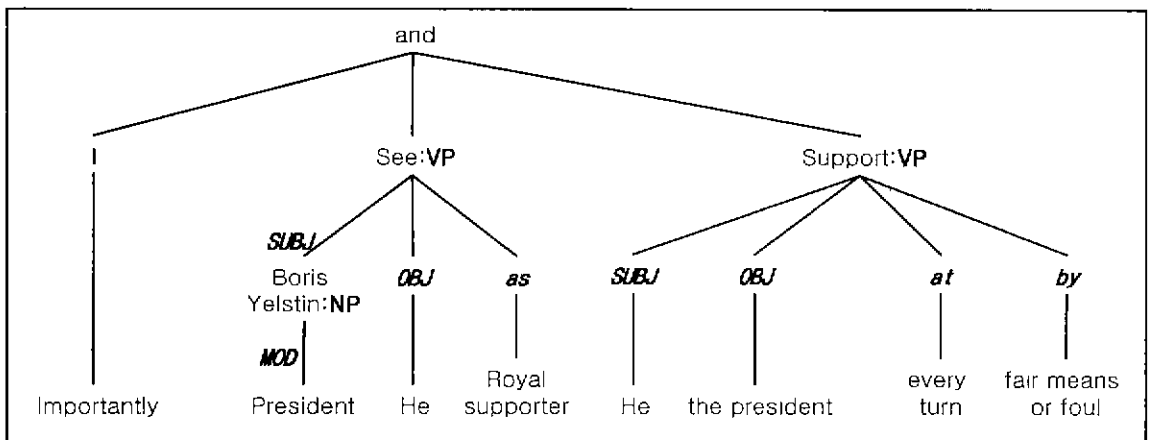 and
See:VP
Support:VP
SUBJ
Boris
Yelstin:NP
OBJ
as
SUBJ
OBJ
at
by
MOD
Importantly
President
He
Royal
supporter
He
the president
every
turn
fair means
or foul